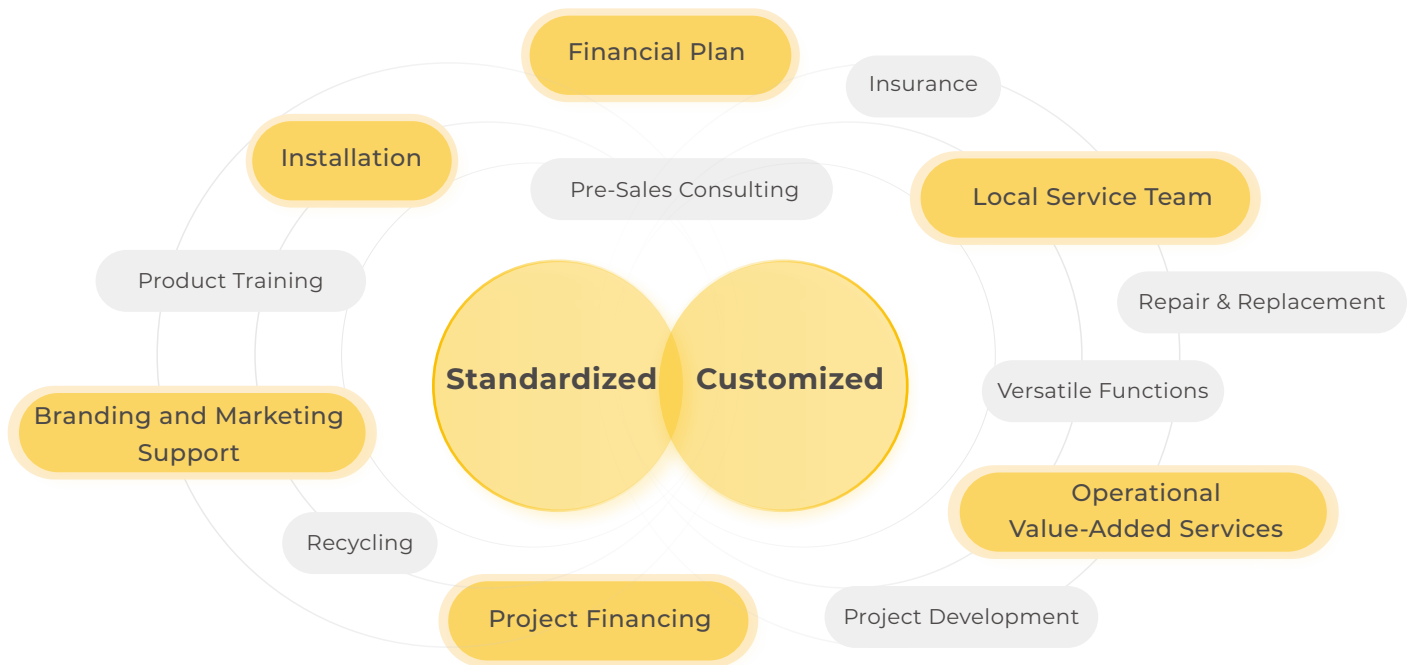 Financial Plan
Insurance
Installation
Pre-Sales Consulting
Local Service Team
Product Training
Repair & Replacement
Standardized
Customized
Versatile Functions
Branding and Marketing
Support
Operational
Value-Added Services
Recycling
Project Financing
Project Development